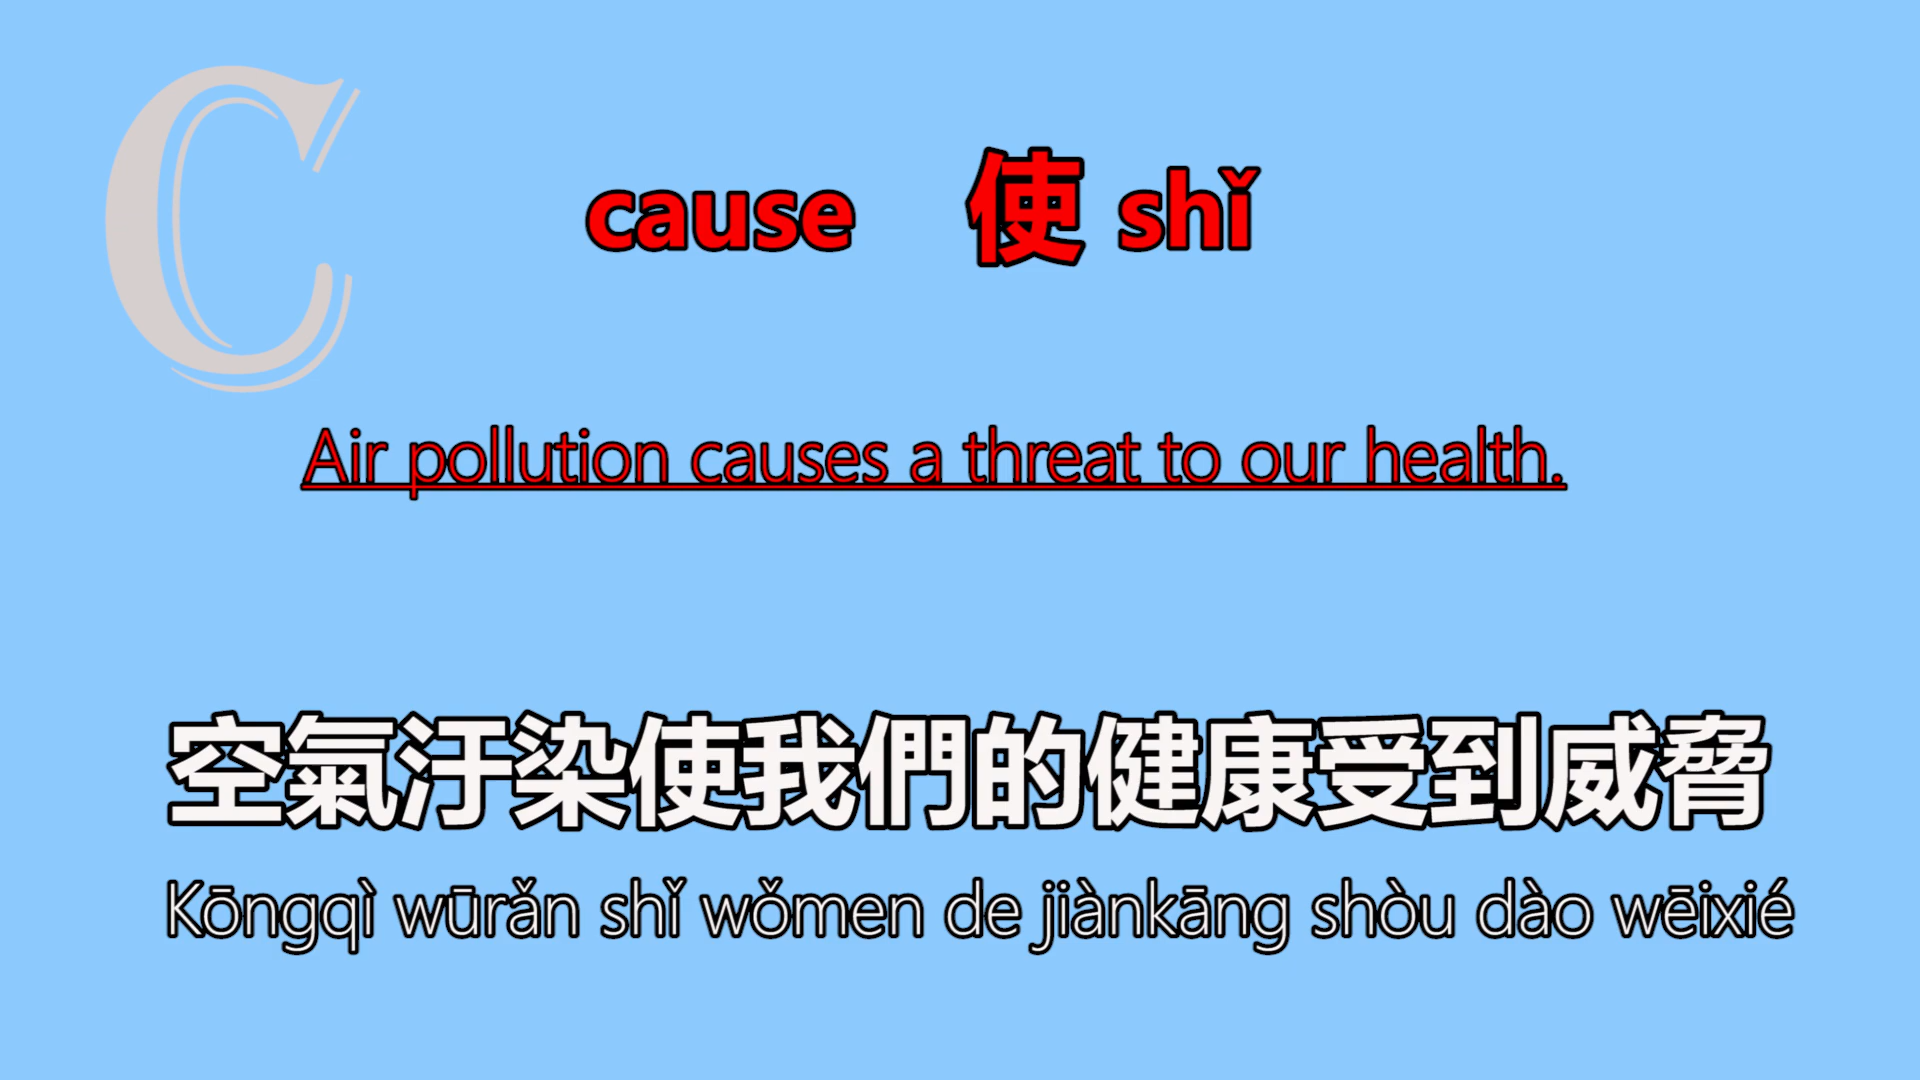 C
cause 使 shǐ
Air pollution causes a threat to our health.
空氣汙染使我們的健康受到威脅
Kōngqì wūrǎn shǐ wǒmen de jiànkāng shòu dào wēixié